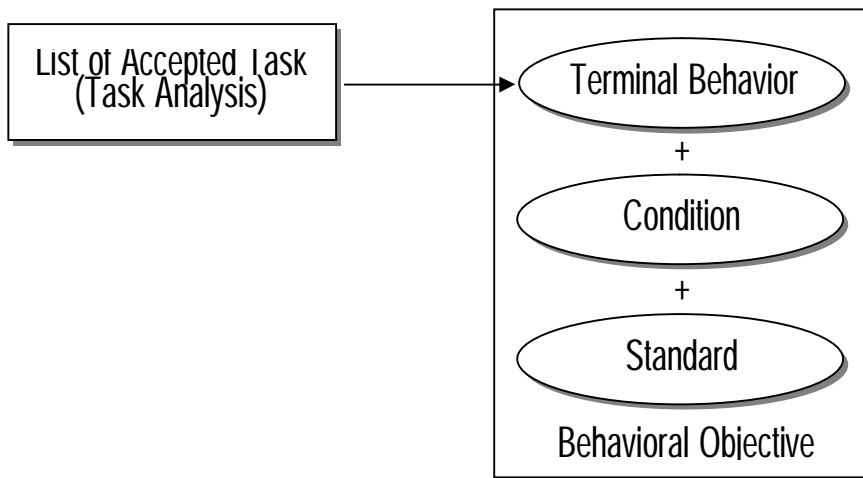 List of Accepted Task
(Task Analysis)
Terminal Behavior
+
Condition
+
Standard
Behavioral Objective